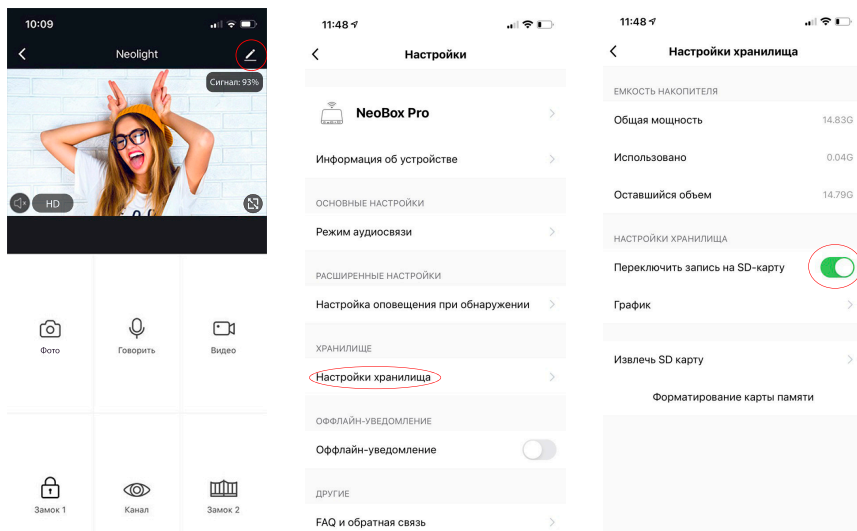 10:09
Neolight
Сигнал: 93%
HD
Фото
Говорить
Видео
Замок 1
Канал
Замок 2
11:48
Настройки
NeoBox Pro
Информация об устройстве
ОСНОВНЫЕ НАСТРОЙКИ
Режим аудиосвязи
РАСШИРЕННЫЕ НАСТРОЙКИ
Настройка оповещения при обнаружении
ХРАНИЛИЩЕ
Настройки хранилища
ОФФЛАЙН-УВЕДОМЛЕНИЕ
Оффлайн-уведомление
ДРУГИЕ
FAQ и обратная связь
11:48
Настройки хранилища
ЕМКОСТЬ НАКОПИТЕЛЯ
Общая мощность 14.83G
Использовано 0.04G
Оставшийся объем 14.79G
НАСТРОЙКИ ХРАНИЛИЩА
Переключить запись на SD-карту
График
Извлечь SD карту
Форматирование карты памяти